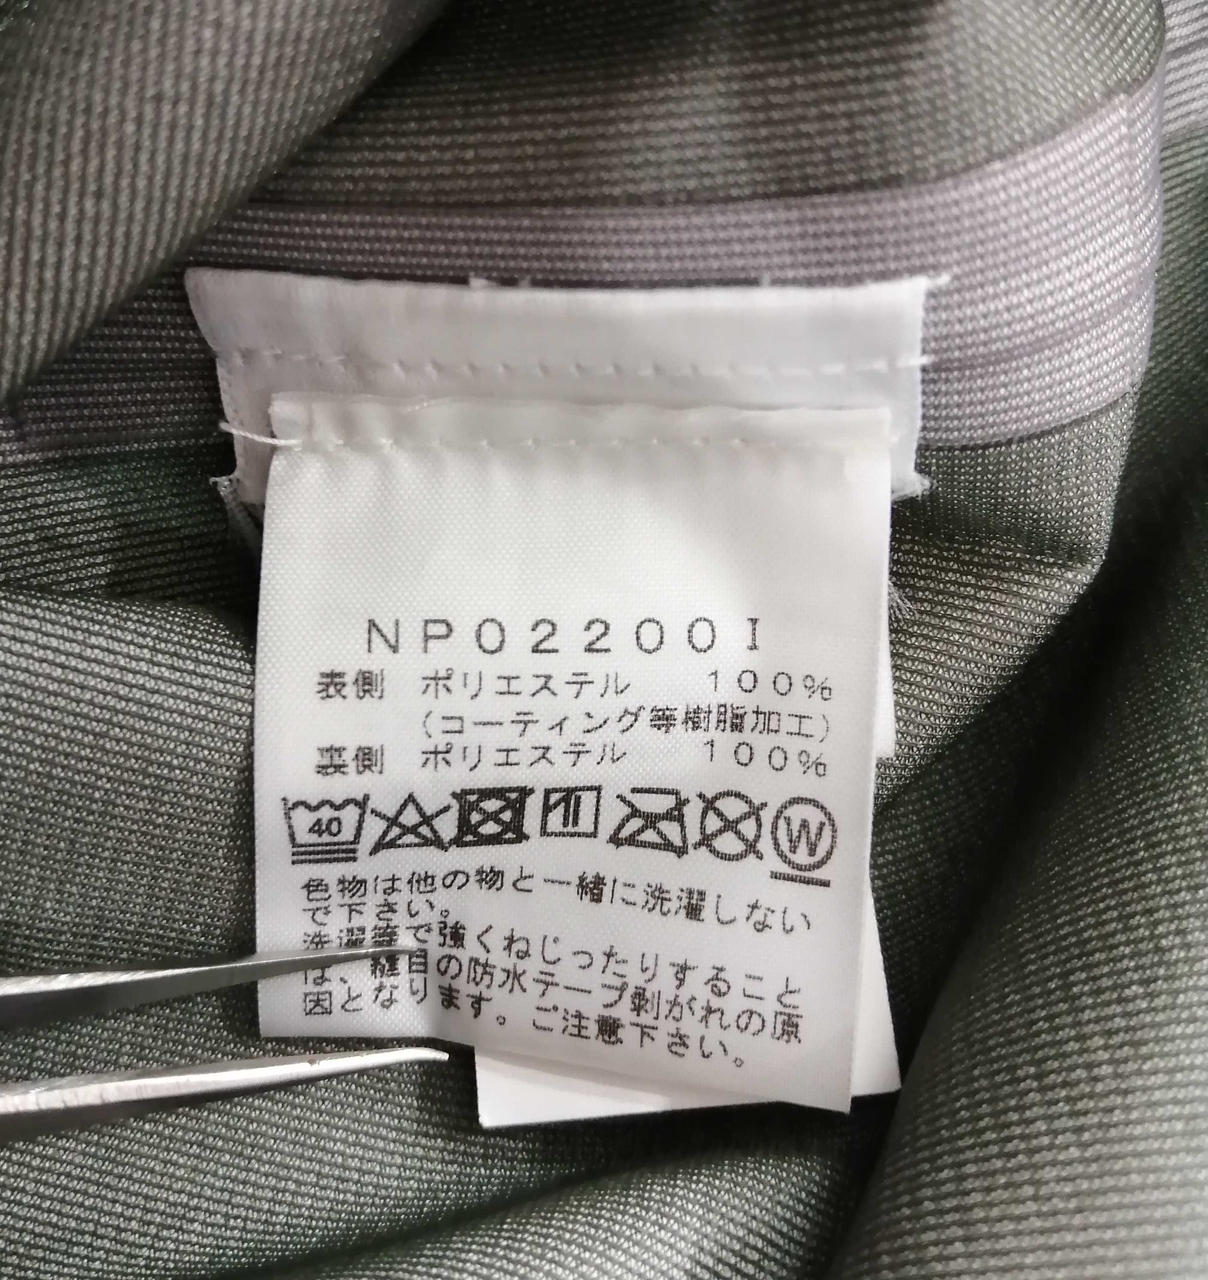 NP02200I
表側 ポリエステル 100%
(コーティング等樹脂加工)
裏側 ポリエステル 100%
40 W
色物は他の物と一緒に洗濯しない
で下さい。
洗濯等で強くねじったりすること
は、縫目の防水テープ剥がれの原
因となります。ご注意下さい。